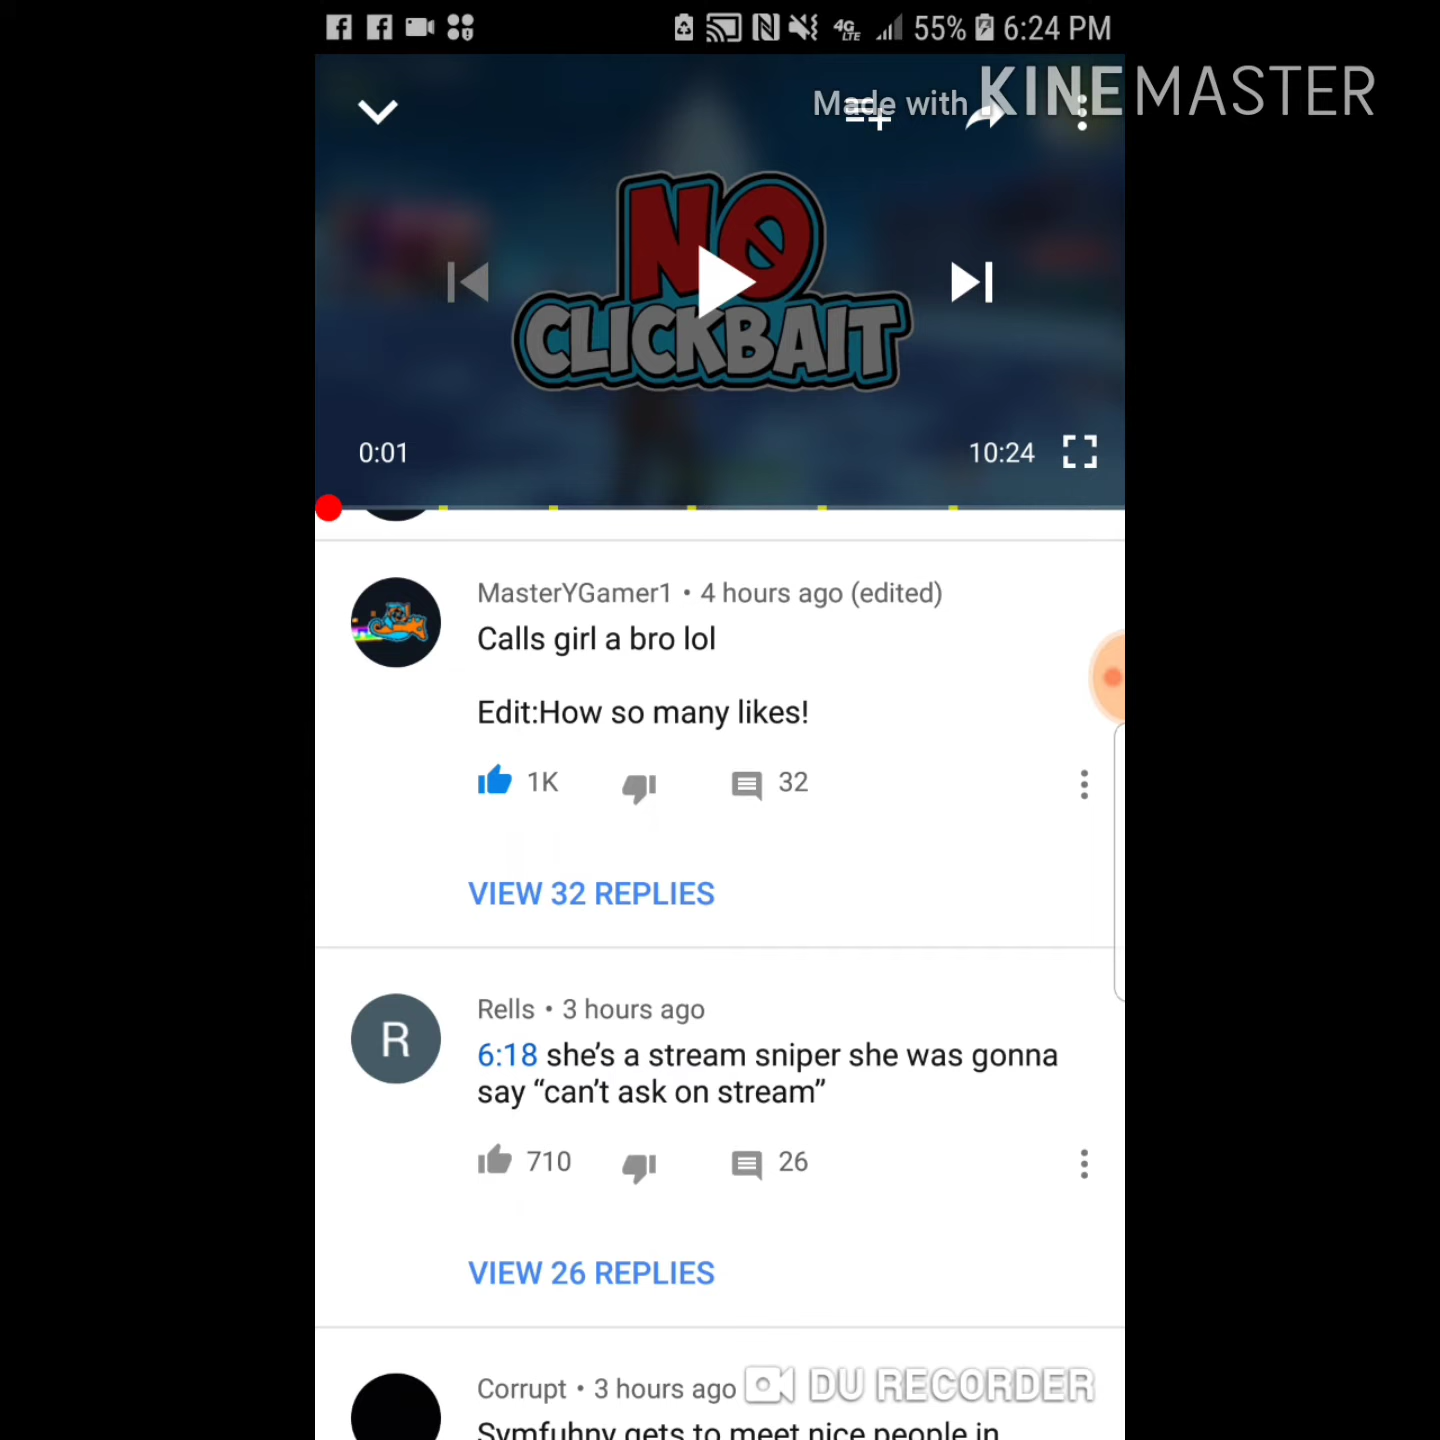 4G LTE 55% 6:24 PM
Made with KINEMASTER
NO
CLICKBAIT
0:01 10:24
MasterYGamer1 • 4 hours ago (edited)
Calls girl a bro lol
Edit:How so many likes!
1K 32
VIEW 32 REPLIES
R
Rells • 3 hours ago
6:18 she's a stream sniper she was gonna
say “can't ask on stream”
710 26
VIEW 26 REPLIES
Corrupt • 3 hours ago
DU RECORDER
Symfuhny gets to meet nice people in